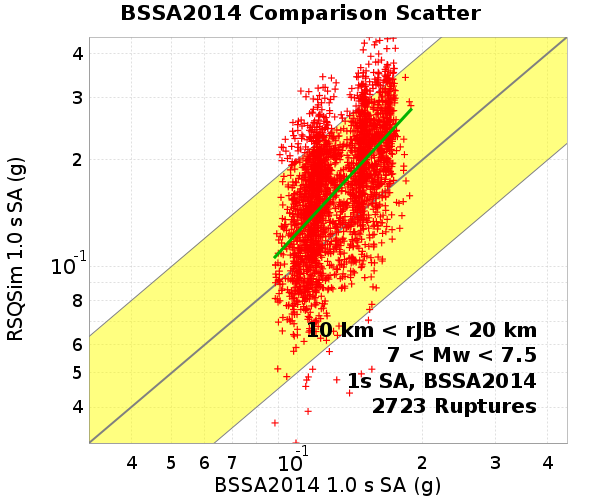 BSSA2014 Comparison Scatter
RSQSim 1.0 s SA (g)
4
3
2
10-1
8
6
5
4
10 km < rJB < 20 km
7 < Mw < 7.5
1s SA, BSSA2014
2723 Ruptures
4 5 6 7 10-1 2 3 4
BSSA2014 1.0 s SA (g)